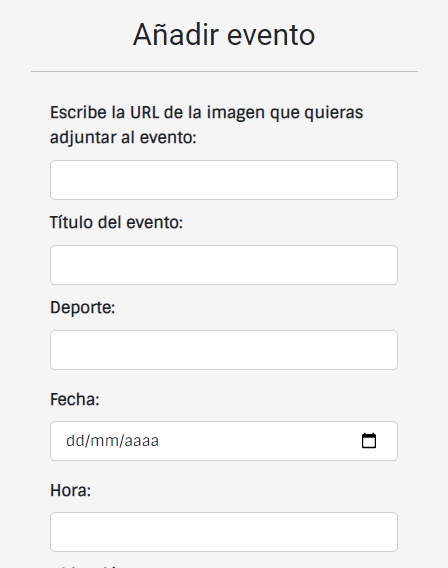 Añadir evento
Escribe la URL de la imagen que quieras
adjuntar al evento:
Título del evento:
Deporte:
Fecha:
dd/mm/aaaa
Hora: